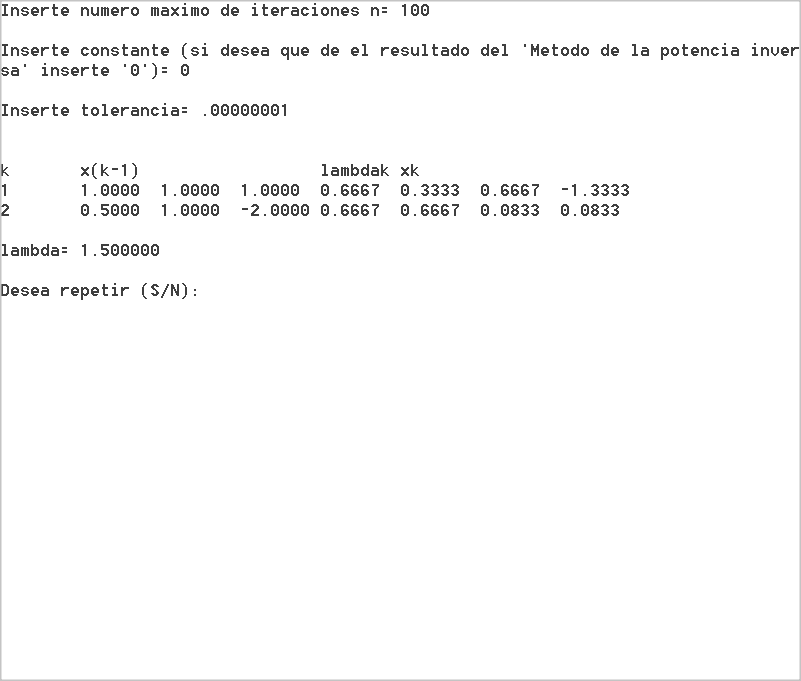 Inserte numero maximo de iteraciones n= 100
Inserte constante (si desea que de el resultado del 'Metodo de la potencia inver
sa' inserte '0')= 0
Inserte tolerancia= .00000001
k x(k-1) lambdak xk
1 1.0000 1.0000 1.0000 0.6667 0.3333 0.6667 -1.3333
2 0.5000 1.0000 -2.0000 0.6667 0.6667 0.0833 0.0833
lambda= 1.500000
Desea repetir (S/N):